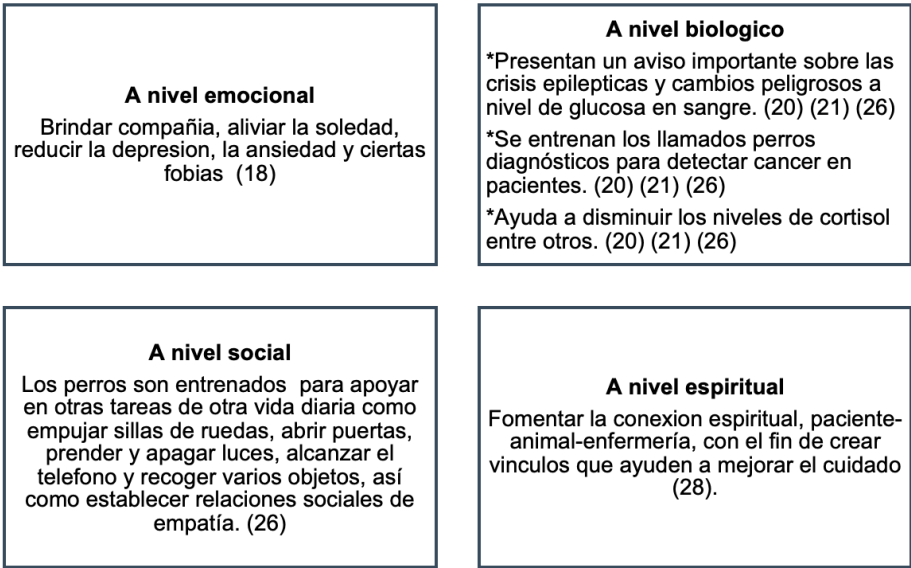 A nivel emocional
Brindar compañia, aliviar la soledad,
reducir la depresion, la ansiedad y ciertas
fobias (18)
A nivel biologico
*Presentan un aviso importante sobre las
crisis epilepticas y cambios peligrosos a
nivel de glucosa en sangre. (20) (21) (26)
*Se entrenan los llamados perros
diagnósticos para detectar cancer en
pacientes. (20) (21) (26)
*Ayuda a disminuir los niveles de cortisol
entre otros. (20) (21) (26)
A nivel social
Los perros son entrenados para apoyar
en otras tareas de otra vida diaria como
empujar sillas de ruedas, abrir puertas,
prender y apagar luces, alcanzar el
telefono y recoger varios objetos, así
como establecer relaciones sociales de
empatía. (26)
A nivel espiritual
Fomentar la conexion espiritual, paciente-
animal-enfermería, con el fin de crear
vinculos que ayuden a mejorar el cuidado
(28).